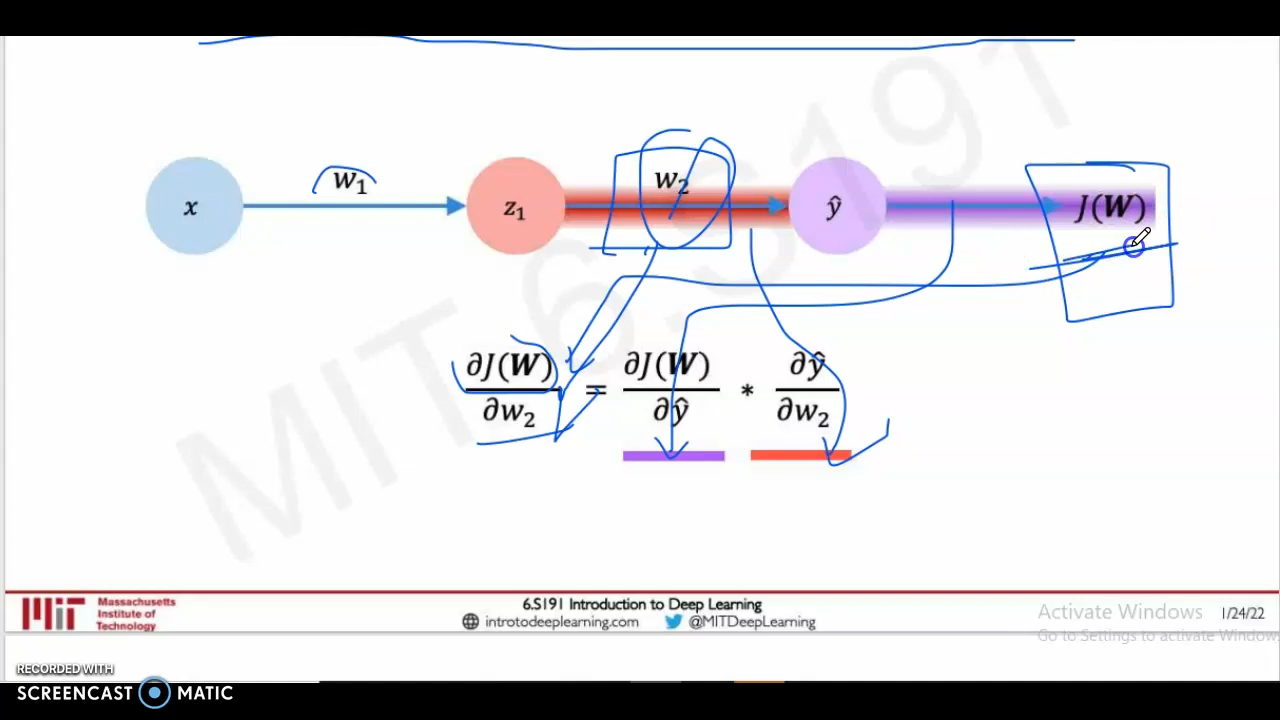 MIT 6.S191
w₁
w₂
x
z₁
ŷ
J(W)
∂J(W)/∂w₂ = ∂J(W)/∂ŷ * ∂ŷ/∂w₂
Massachusetts
Institute of
Technology
6.S191 Introduction to Deep Learning
introtodeeplearning.com @MITDeepLearning
Activate Windows
Go to Settings to activate Windows
1/24/22
RECORDED WITH
SCREENCAST MATIC